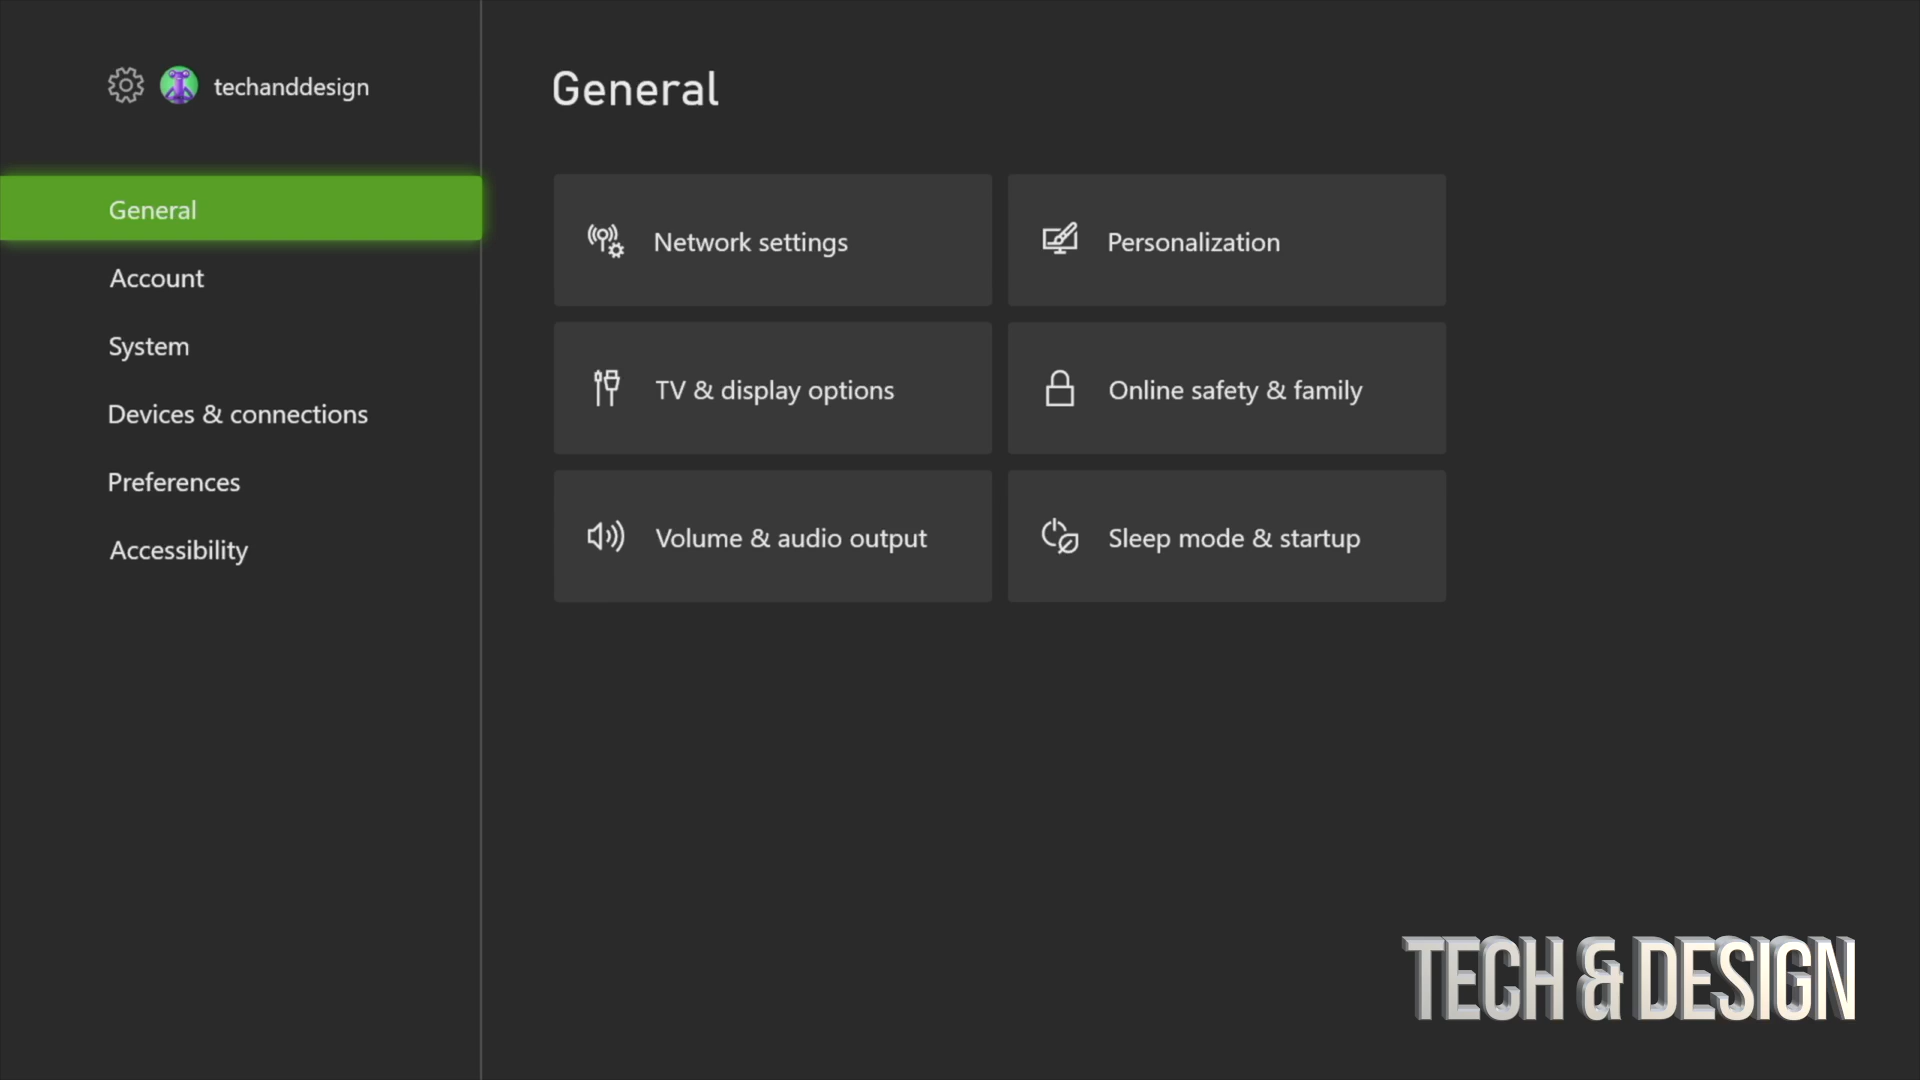 techanddesign
General
Account
System
Devices & connections
Preferences
Accessibility
General
Network settings
Personalization
TV & display options
Online safety & family
Volume & audio output
Sleep mode & startup
TECH & DESIGN